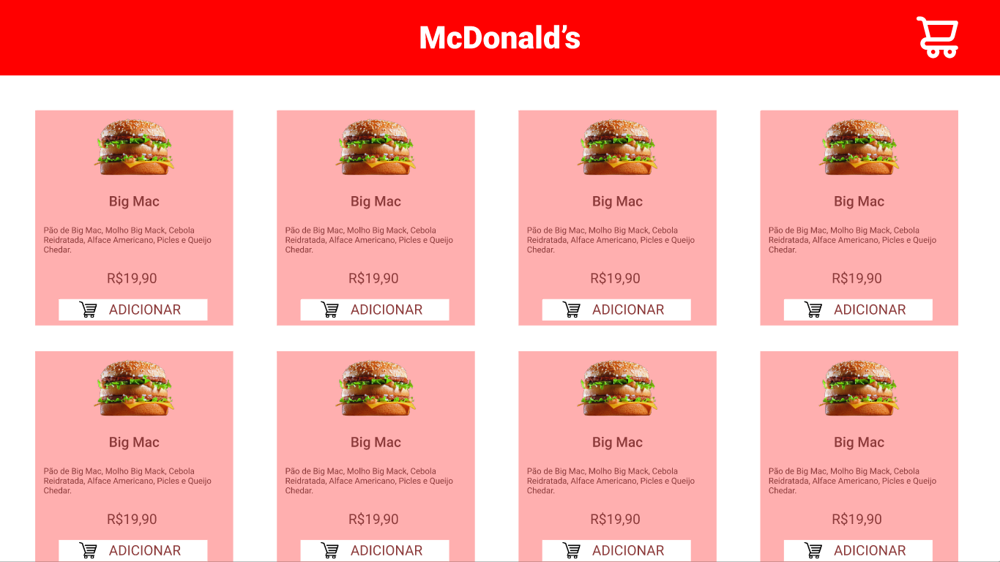 McDonald’s
Big Mac
Pão de Big Mac, Molho Big Mack, Cebola
Reidratada, Alface Americano, Picles e Queijo
Chedar.
R$19,90
ADICIONAR
Big Mac
Pão de Big Mac, Molho Big Mack, Cebola
Reidratada, Alface Americano, Picles e Queijo
Chedar.
R$19,90
ADICIONAR
Big Mac
Pão de Big Mac, Molho Big Mack, Cebola
Reidratada, Alface Americano, Picles e Queijo
Chedar.
R$19,90
ADICIONAR
Big Mac
Pão de Big Mac, Molho Big Mack, Cebola
Reidratada, Alface Americano, Picles e Queijo
Chedar.
R$19,90
ADICIONAR
Big Mac
Pão de Big Mac, Molho Big Mack, Cebola
Reidratada, Alface Americano, Picles e Queijo
Chedar.
R$19,90
ADICIONAR
Big Mac
Pão de Big Mac, Molho Big Mack, Cebola
Reidratada, Alface Americano, Picles e Queijo
Chedar.
R$19,90
ADICIONAR
Big Mac
Pão de Big Mac, Molho Big Mack, Cebola
Reidratada, Alface Americano, Picles e Queijo
Chedar.
R$19,90
ADICIONAR
Big Mac
Pão de Big Mac, Molho Big Mack, Cebola
Reidratada, Alface Americano, Picles e Queijo
Chedar.
R$19,90
ADICIONAR